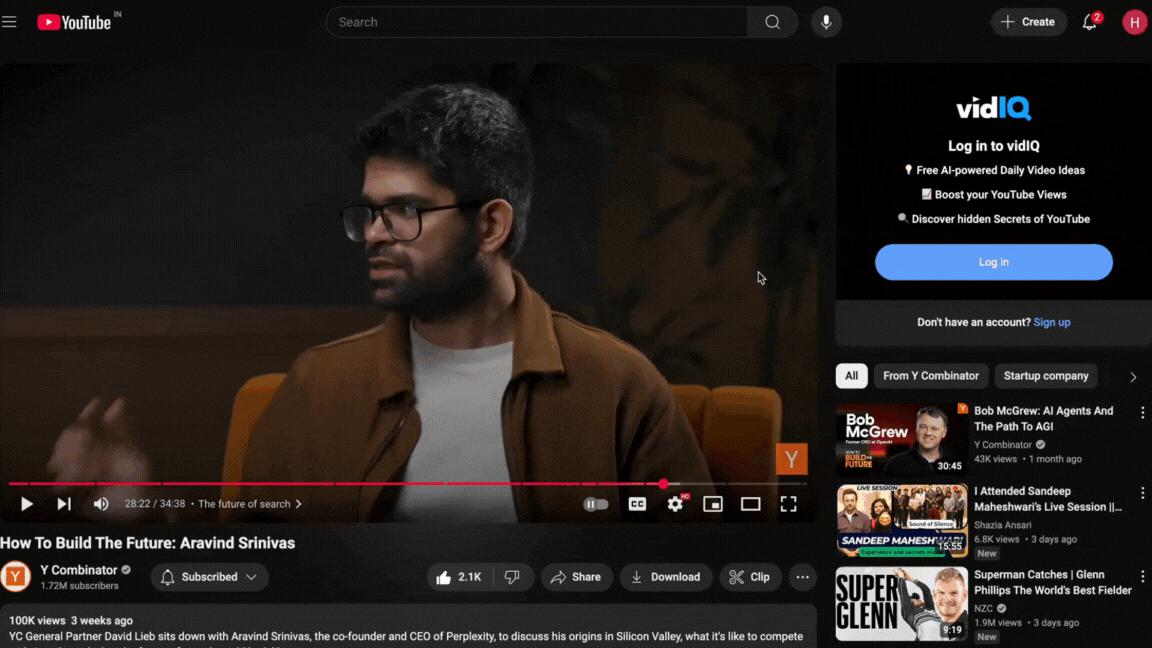 YouTube IN
Search
Create
2
H
vidIQ
Log in to vidIQ
Free AI-powered Daily Video Ideas
Boost your YouTube Views
Discover hidden Secrets of YouTube
Log in
Don't have an account? Sign up
Y
28:22 / 34:38 • The future of search
CC
HD
How To Build The Future: Aravind Srinivas
Y
Y Combinator
1.72M subscribers
Subscribed
2.1K
Share
Download
Clip
100K views 3 weeks ago
YC General Partner David Lieb sits down with Aravind Srinivas, the co-founder and CEO of Perplexity, to discuss his origins in Silicon Valley, what it's like to compete
All
From Y Combinator
Startup company
Bob
McGrew
Former CRO at OpenAI
HOW TO
BUILD THE
FUTURE
Y
30:45
Bob McGrew: AI Agents And
The Path To AGI
Y Combinator
43K views • 1 month ago
LIVE SESSION
Sound of Silence
SANDEEP MAHESHWARI
Experience and secrets
15:55
I Attended Sandeep
Maheshwari's Live Session ||...
Shazia Ansari
6.8K views • 3 days ago
New
SUPER
GLENN
9:19
Superman Catches | Glenn
Phillips The World's Best Fielder
NZC
1.9M views • 3 days ago
New